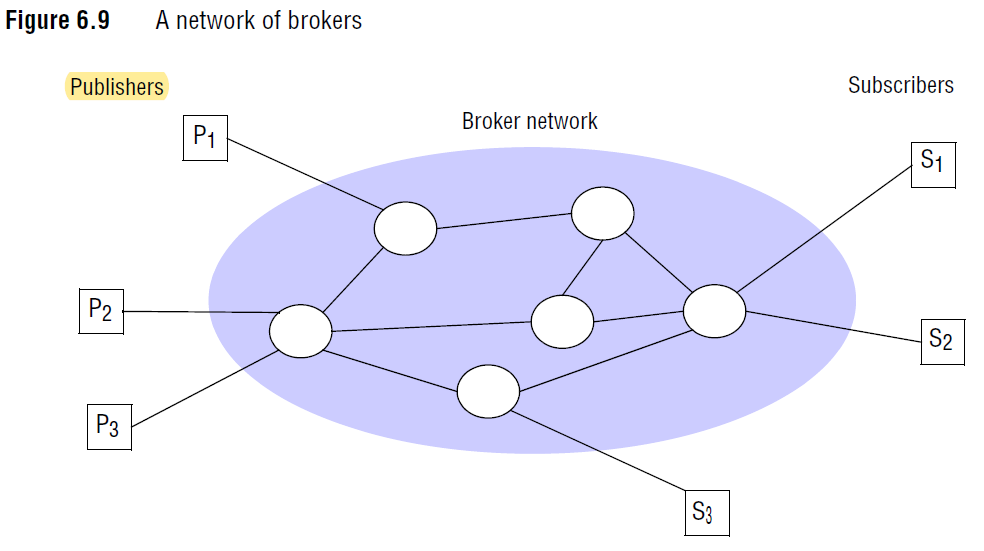 Figure 6.9 A network of brokers
Publishers
Subscribers
Broker network
P1
S1
P2
S2
P3
S3